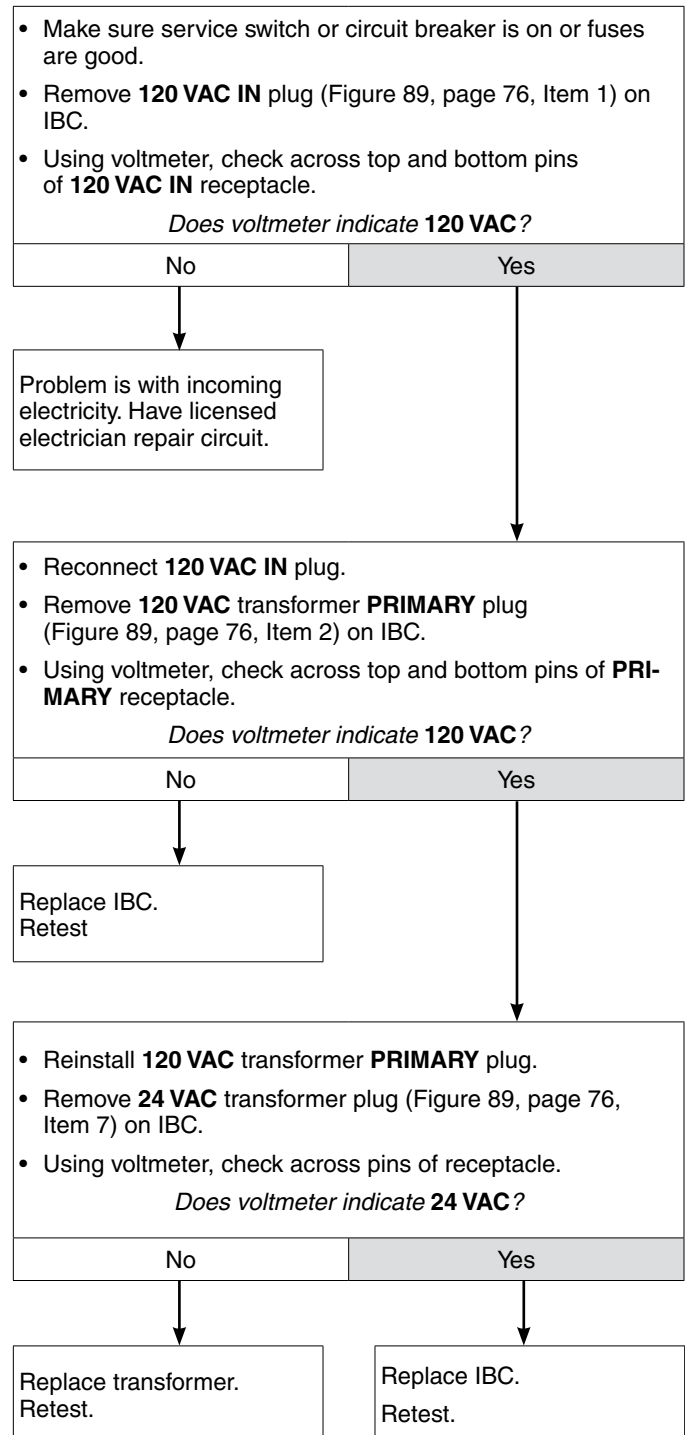 • Make sure service switch or circuit breaker is on or fuses
are good.
• Remove 120 VAC IN plug (Figure 89, page 76, Item 1) on
IBC.
• Using voltmeter, check across top and bottom pins
of 120 VAC IN receptacle.
Does voltmeter indicate 120 VAC?
No
Yes
Problem is with incoming
electricity. Have licensed
electrician repair circuit.
• Reconnect 120 VAC IN plug.
• Remove 120 VAC transformer PRIMARY plug
(Figure 89, page 76, Item 2) on IBC.
• Using voltmeter, check across top and bottom pins of PRI-
MARY receptacle.
Does voltmeter indicate 120 VAC?
No
Yes
Replace IBC.
Retest
• Reinstall 120 VAC transformer PRIMARY plug.
• Remove 24 VAC transformer plug (Figure 89, page 76,
Item 7) on IBC.
• Using voltmeter, check across pins of receptacle.
Does voltmeter indicate 24 VAC?
No
Yes
Replace transformer.
Retest.
Replace IBC.
Retest.